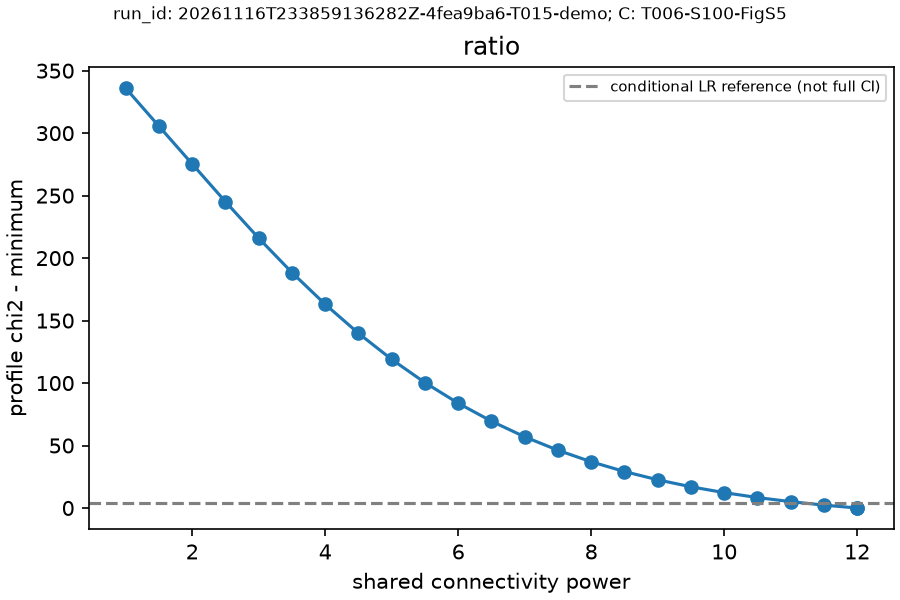 run_id: 20261116T233859136282Z-4fea9ba6-T015-demo; C: T006-S100-FigS5
ratio
conditional LR reference (not full CI)
profile chi2 - minimum
350
300
250
200
150
100
50
0
2
4
6
8
10
12
shared connectivity power